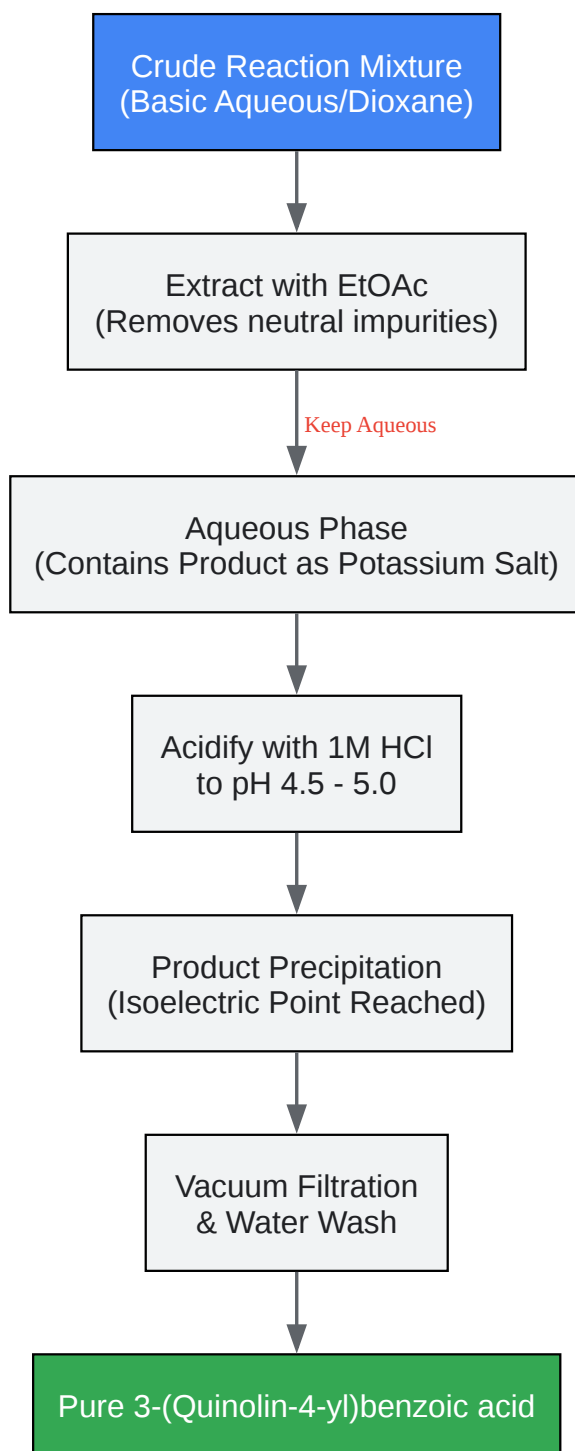 Crude Reaction Mixture
(Basic Aqueous/Dioxane)
Extract with EtOAc
(Removes neutral impurities)
Keep Aqueous
Aqueous Phase
(Contains Product as Potassium Salt)
Acidify with 1M HCl
to pH 4.5 - 5.0
Product Precipitation
(Isoelectric Point Reached)
Vacuum Filtration
& Water Wash
Pure 3-(Quinolin-4-yl)benzoic acid